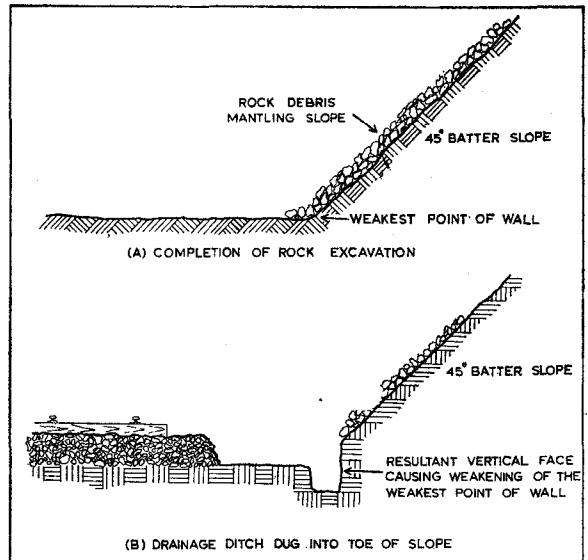 ROCK DEBRIS
MANTLING SLOPE
45° BATTER SLOPE
WEAKEST POINT OF WALL
(A) COMPLETION OF ROCK EXCAVATION
45° BATTER SLOPE
RESULTANT VERTICAL FACE
CAUSING WEAKENING OF THE
WEAKEST POINT OF WALL
(B) DRAINAGE DITCH DUG INTO TOE OF SLOPE